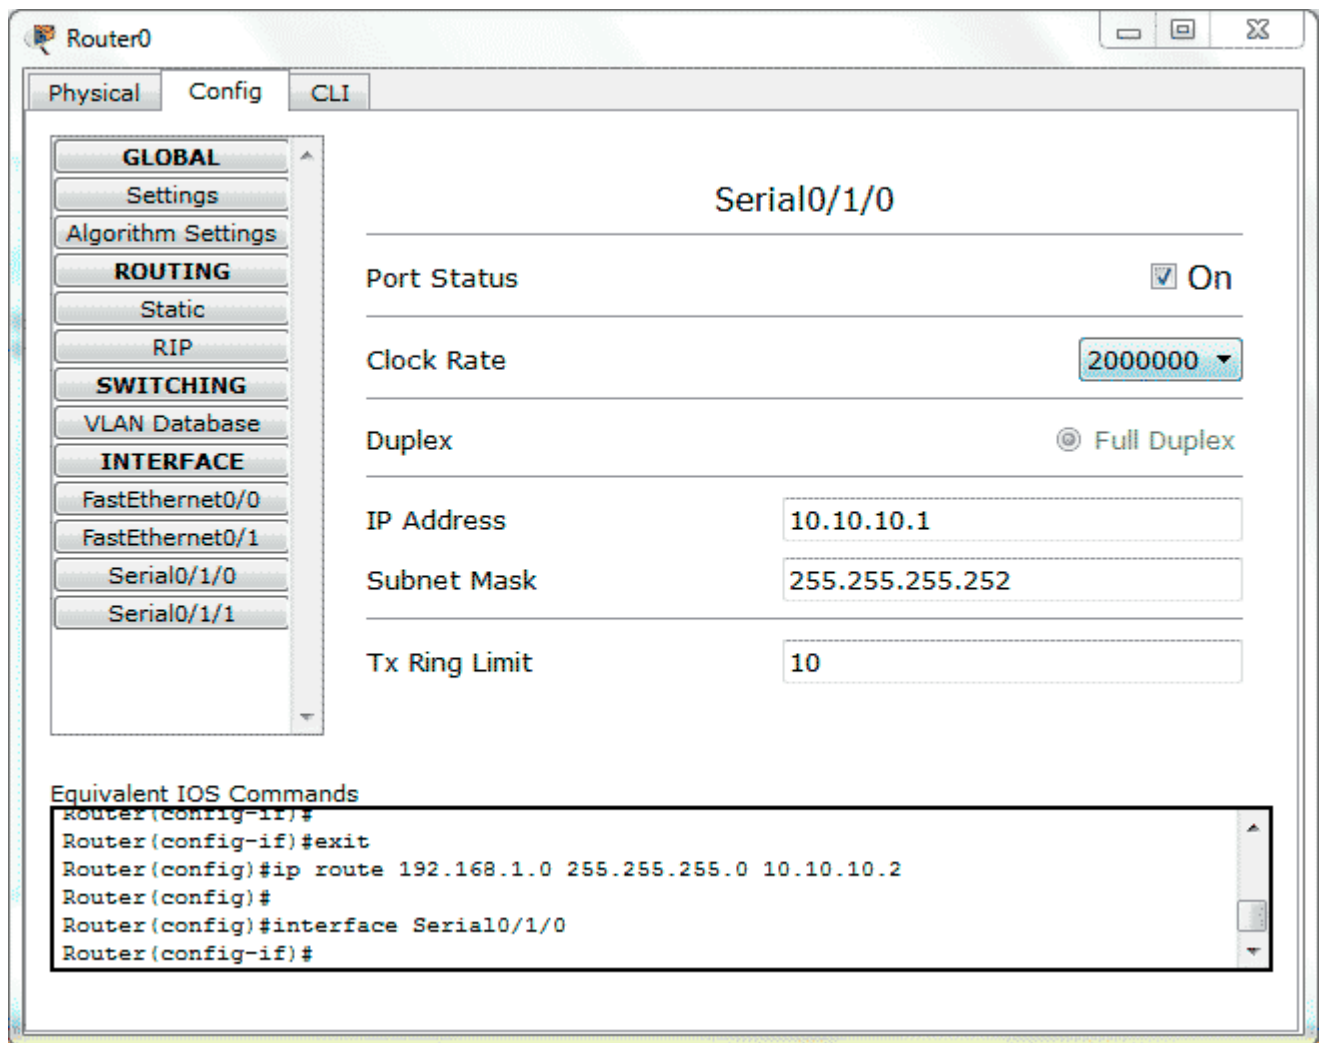 Router0
Physical Config CLI
GLOBAL
Settings
Algorithm Settings
ROUTING
Static
RIP
SWITCHING
VLAN Database
INTERFACE
FastEthernet0/0
FastEthernet0/1
Serial0/1/0
Serial0/1/1
Serial0/1/0
Port Status On
Clock Rate 2000000
Duplex Full Duplex
IP Address 10.10.10.1
Subnet Mask 255.255.255.252
Tx Ring Limit 10
Equivalent IOS Commands
Router(config-if)#
Router(config-if)#exit
Router(config)#ip route 192.168.1.0 255.255.255.0 10.10.10.2
Router(config)#
Router(config)#interface Serial0/1/0
Router(config-if)#